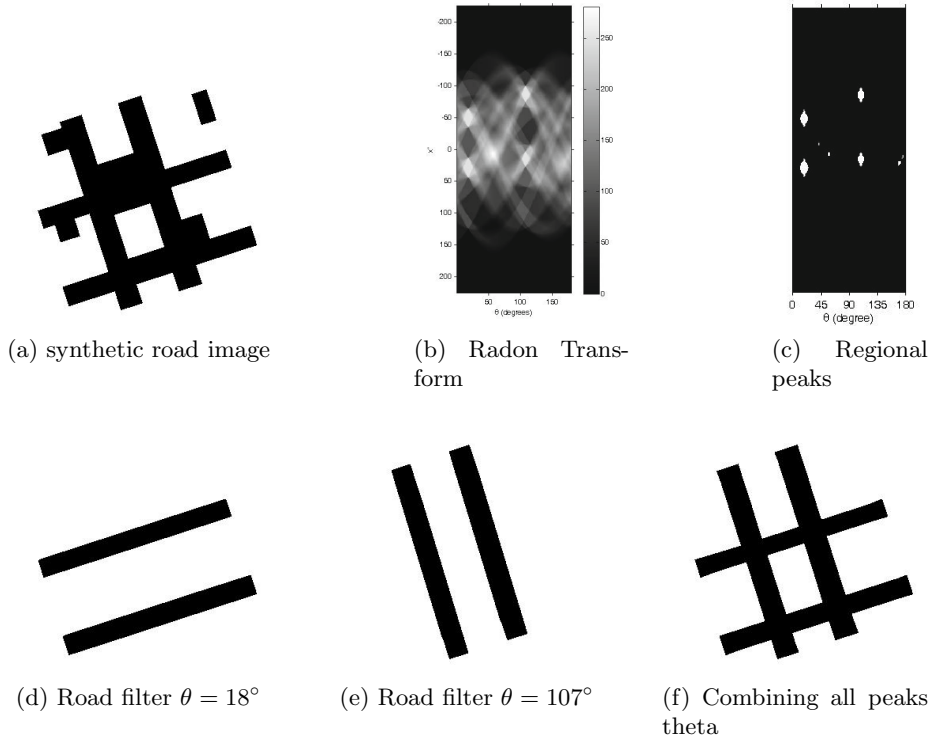 -200
-150
-100
-50
0
50
100
150
200
x'
50 100 150
θ (degrees)
250
200
150
100
50
0
0 45 90 135 180
θ (degree)
(a) synthetic road image
(b) Radon Trans-
form
(c) Regional
peaks
(d) Road filter θ = 18°
(e) Road filter θ = 107°
(f) Combining all peaks
theta